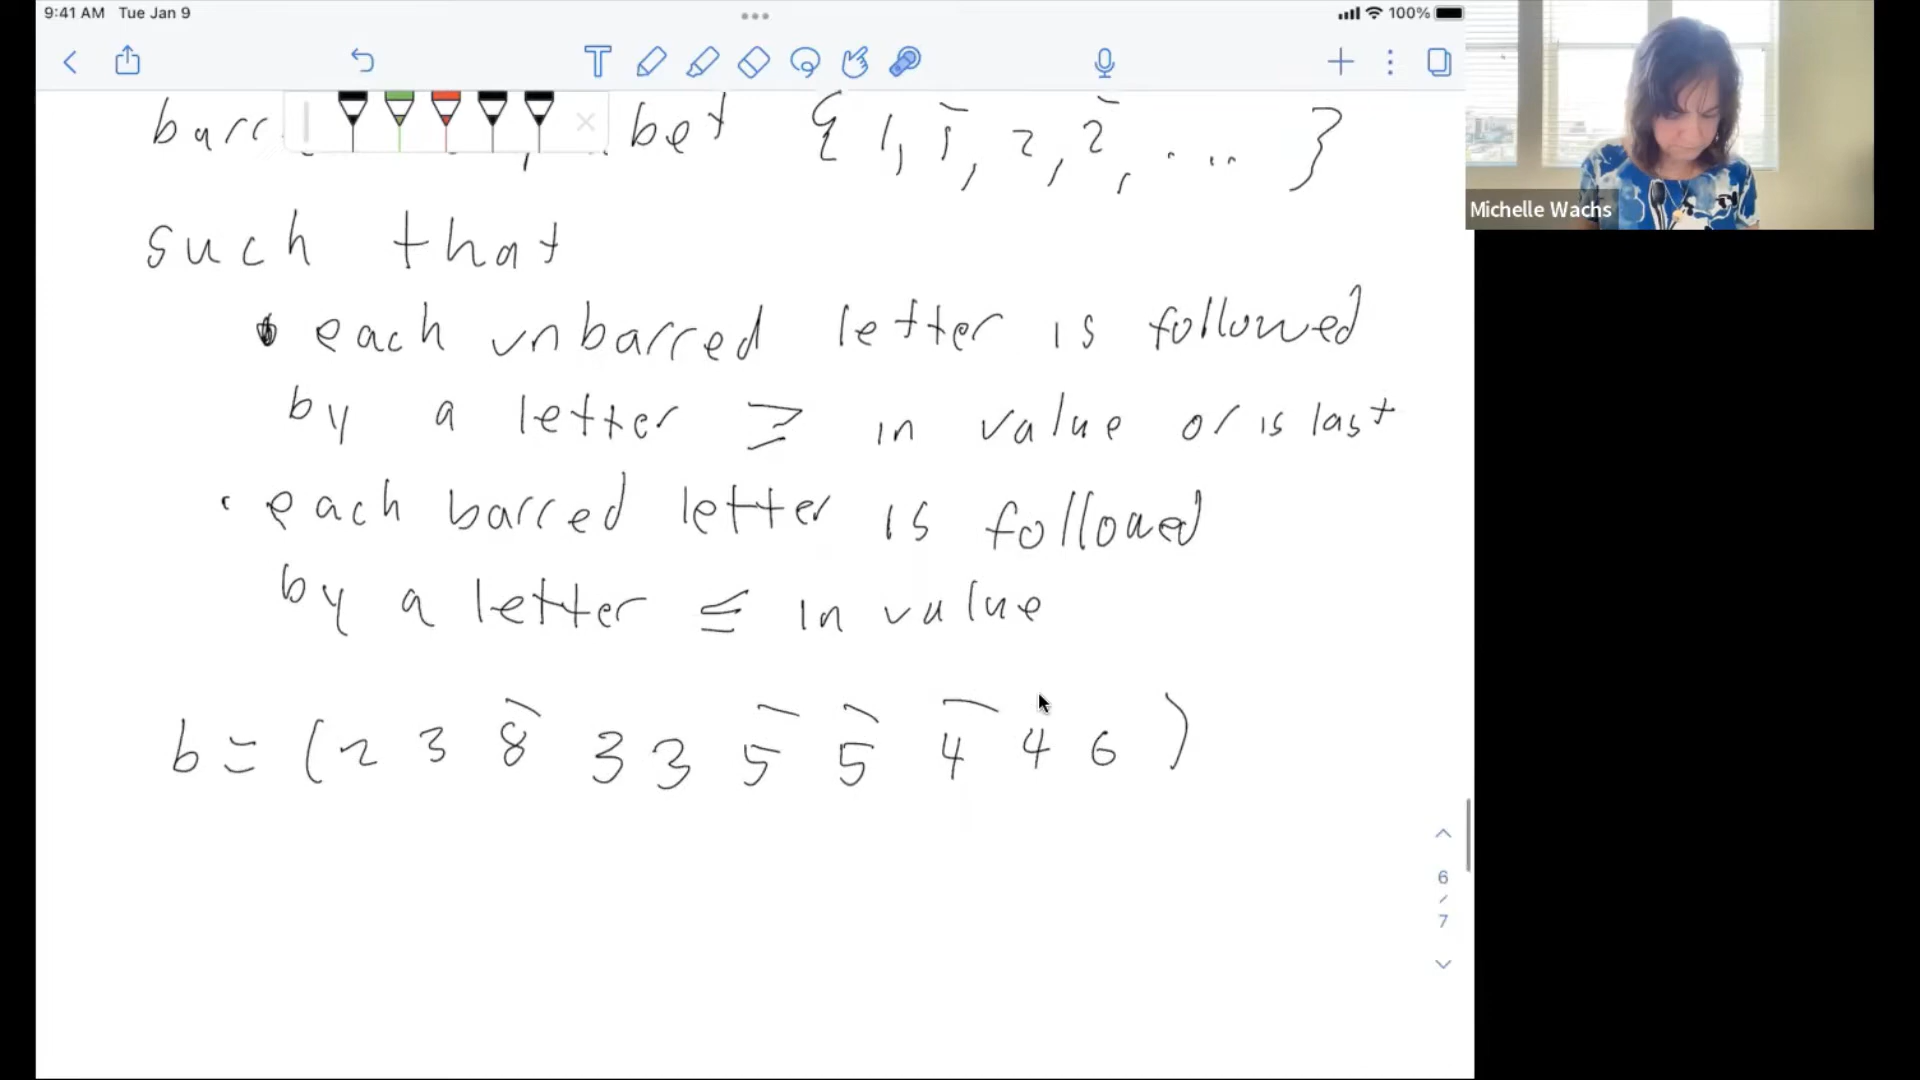 9:41 AM Tue Jan 9
100%
bet { 1, 1̄, 2, 2̄, .... }
Michelle Wachs
such that
• each unbarred letter is followed
by a letter ≥ in value or is last
• each barred letter is followed
by a letter ≤ in value
b = ( 2 3 8̄ 3 3 5̄ 5̄ 4̄ 4 6 )
6
/
7